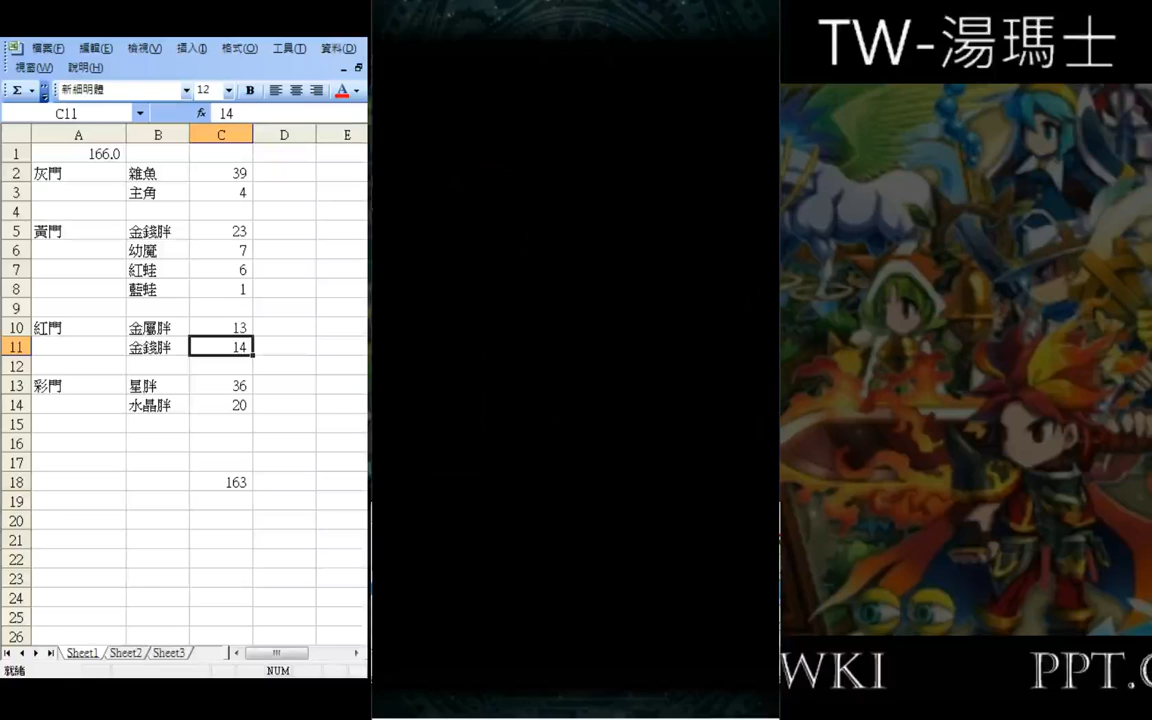 檔案(F) 編輯(E) 檢視(V) 插入(I) 格式(O) 工具(T) 資料(D)
視窗(W) 說明(H)
Σ 新細明體 12 B A
C11 fx 14
A B C D E
1 166.0
2 灰門 雜魚 39
3 主角 4
4
5 黃門 金錢胖 23
6 幼魔 7
7 紅蛙 6
8 藍蛙 1
9
10 紅門 金屬胖 13
11 金錢胖 14
12
13 彩門 星胖 36
14 水晶胖 20
15
16
17
18 163
19
20
21
22
23
24
25
26
Sheet1 Sheet2 Sheet3
就緒 NUM
TW-湯瑪士
WKI PPT.C